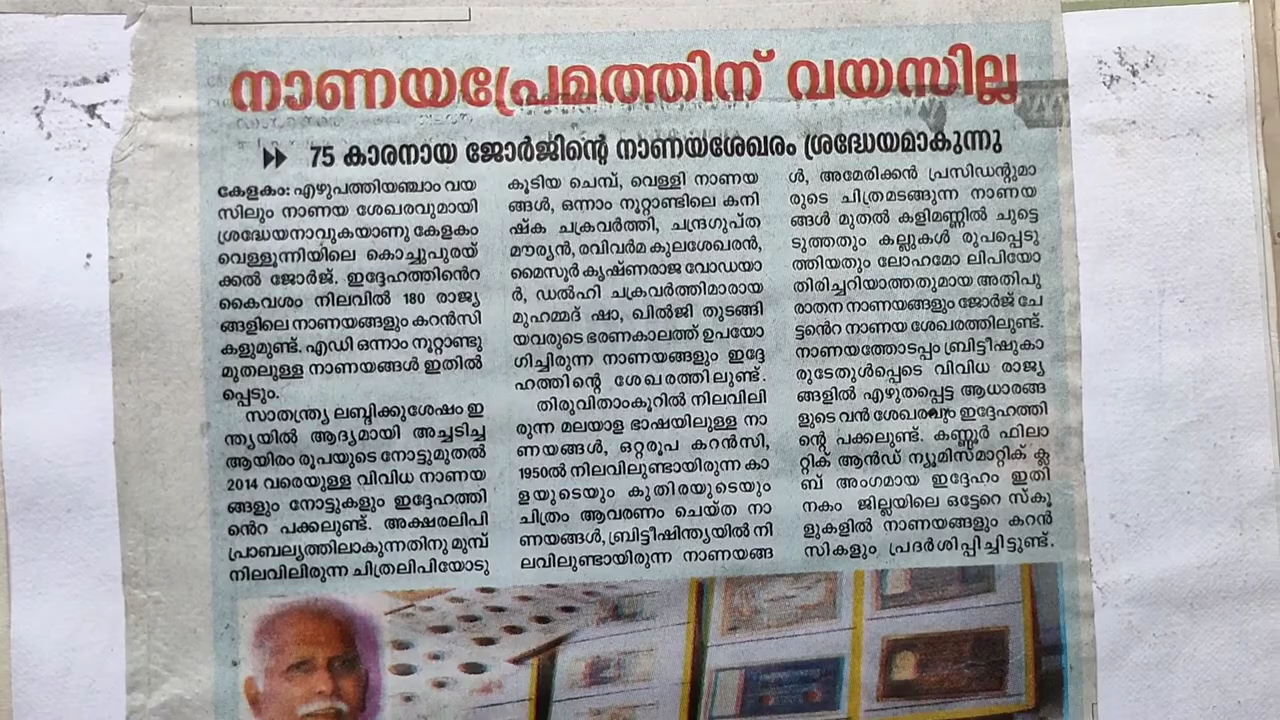 നാണയപ്രേമത്തിന് വയസില്ല
75 കാരനായ ജോർജിന്റെ നാണയശേഖരം ശ്രദ്ധേയമാകുന്നു
കേളകം: എഴുപത്തിയഞ്ചാം വയ
സിലും നാണയ ശേഖരവുമായി
ശ്രദ്ധേയനാവുകയാണു കേളകം
വെള്ളൂന്നിയിലെ കൊച്ചുപുരയ്
ക്കൽ ജോർജ്. ഇദ്ദേഹത്തിൻെറ
കൈവശം നിലവിൽ 180 രാജ്യ
ങ്ങളിലെ നാണയങ്ങളും കറൻസി
കളുമുണ്ട്. എഡി ഒന്നാം നൂറ്റാണ്ടു
മുതലുള്ള നാണയങ്ങൾ ഇതിൽ
പ്പെടും.
സാതന്ത്ര്യ ലബ്ദിക്കുശേഷം ഇ
ന്ത്യയിൽ ആദ്യമായി അച്ചടിച്ച
ആയിരം രൂപയുടെ നോട്ടുമുതൽ
2014 വരെയുള്ള വിവിധ നാണയ
ങ്ങളും നോട്ടുകളും ഇദ്ദേഹത്തി
ൻെറ പക്കലുണ്ട്. അക്ഷരലിപി
പ്രാബല്യത്തിലാകുന്നതിനു മുമ്പ്
നിലവിലിരുന്ന ചിത്രലിപിയോടു
കൂടിയ ചെമ്പ്, വെള്ളി നാണയ
ങ്ങൾ, ഒന്നാം നൂറ്റാണ്ടിലെ കനി
ഷ്ക ചക്രവർത്തി, ചന്ദ്രഗുപ്ത
മൗര്യൻ, രവിവർമ കുലശേഖരൻ,
മൈസൂർ കൃഷ്ണരാജ വോഡയാ
ർ, ഡൽഹി ചക്രവർത്തിമാരായ
മുഹമ്മദ് ഷാ, ഖിൽജി തുടങ്ങി
യവരുടെ ഭരണകാലത്ത് ഉപയോ
ഗിച്ചിരുന്ന നാണയങ്ങളും ഇദ്ദേ
ഹത്തിന്റെ ശേഖരത്തിലുണ്ട്.
തിരുവിതാംകൂറിൽ നിലവിലി
രുന്ന മലയാള ഭാഷയിലുള്ള നാ
ണയങ്ങൾ, ഒറ്റരൂപ കറൻസി,
1950ൽ നിലവിലുണ്ടായിരുന്ന കാ
ളയുടെയും കുതിരയുടെയും
ചിത്രം ആവരണം ചെയ്ത നാ
ണയങ്ങൾ, ബ്രിട്ടീഷിന്ത്യയിൽ നി
ലവിലുണ്ടായിരുന്ന നാണയങ്ങ
ൾ, അമേരിക്കൻ പ്രസിഡന്റുമാ
രുടെ ചിത്രമടങ്ങുന്ന നാണയ
ങ്ങൾ മുതൽ കളിമണ്ണിൽ ചുട്ടെ
ടുത്തതും കല്ലുകൾ രൂപപ്പെടു
ത്തിയതും ലോഹമോ ലിപിയോ
തിരിച്ചറിയാത്തതുമായ അതിപു
രാതന നാണയങ്ങളും ജോർജ് ചേ
ട്ടൻെറ നാണയ ശേഖരത്തിലുണ്ട്.
നാണയത്തോടപ്പം ബ്രിട്ടീഷുകാ
രുടേതുൾപ്പെടെ വിവിധ രാജ്യ
ങ്ങളിൽ എഴുതപ്പെട്ട ആധാരങ്ങ
ളുടെ വൻ ശേഖരവും ഇദ്ദേഹത്തി
ന്റെ പക്കലുണ്ട്. കണ്ണൂർ ഫിലാ
റ്റിക് ആൻഡ് ന്യൂമിസ്മാറ്റിക് ക്ല
ബ് അംഗമായ ഇദ്ദേഹം ഇതി
നകം ജില്ലയിലെ ഒട്ടേറെ സ്കൂ
ളുകളിൽ നാണയങ്ങളും കറൻ
സികളും പ്രദർശിപ്പിച്ചിട്ടുണ്ട്.